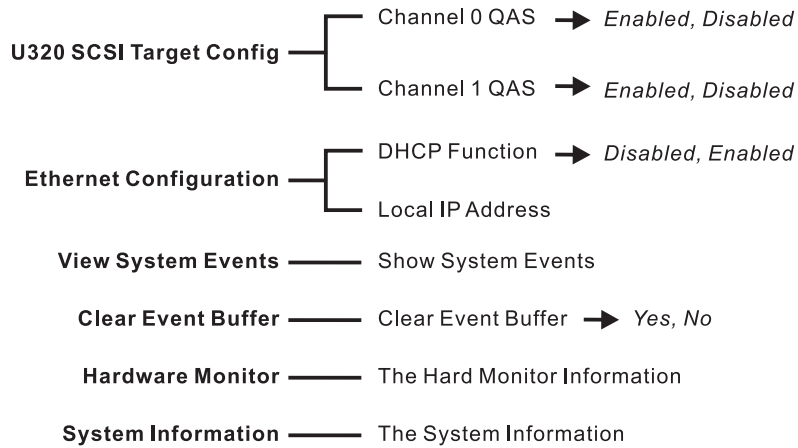 Channel 0 QAS Enabled, Disabled
U320 SCSI Target Config
Channel 1 QAS Enabled, Disabled
DHCP Function Disabled, Enabled
Ethernet Configuration
Local IP Address
View System Events Show System Events
Clear Event Buffer Clear Event Buffer Yes, No
Hardware Monitor The Hard Monitor Information
System Information The System Information